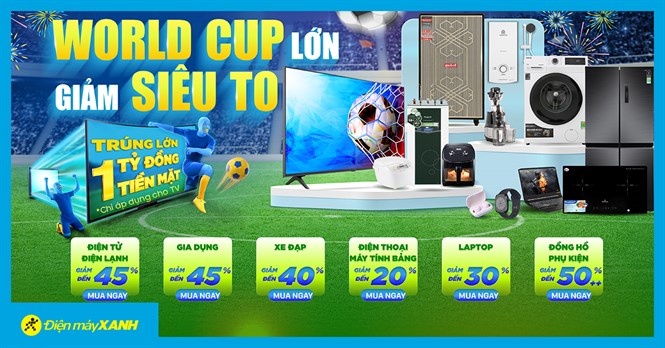 WORLD CUP LỚN
GIẢM SIÊU TO
TRÚNG LỚN
1 TỶ ĐỒNG
TIỀN MẶT
*Chỉ áp dụng cho TV
ĐIỆN TỬ
ĐIỆN LẠNH
GIẢM ĐẾN 45%
MUA NGAY
GIA DỤNG
GIẢM ĐẾN 45%
MUA NGAY
XE ĐẠP
GIẢM ĐẾN 40%
MUA NGAY
ĐIỆN THOẠI
MÁY TÍNH BẢNG
GIẢM ĐẾN 20%
MUA NGAY
LAPTOP
GIẢM ĐẾN 30%
MUA NGAY
ĐỒNG HỒ
PHỤ KIỆN
GIẢM ĐẾN 50%++
MUA NGAY
Điện máy XANH